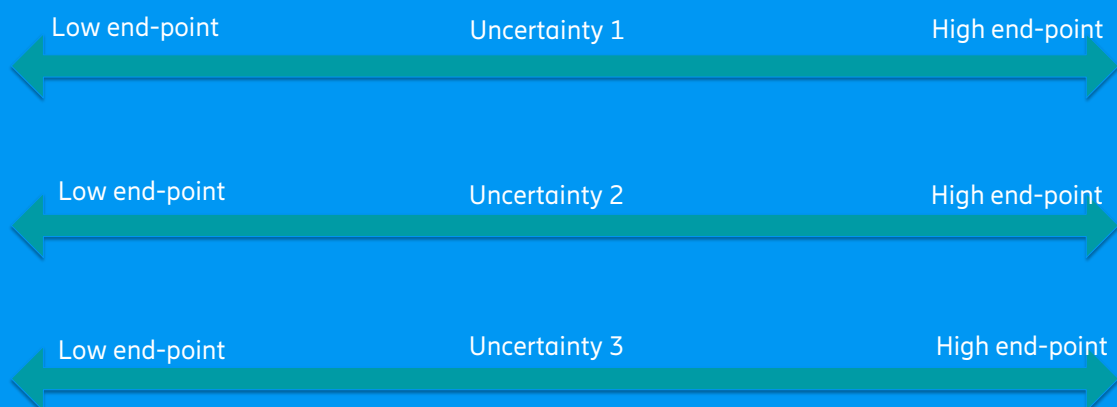 Low end-point Uncertainty 1 High end-point
Low end-point Uncertainty 2 High end-point
Low end-point Uncertainty 3 High end-point